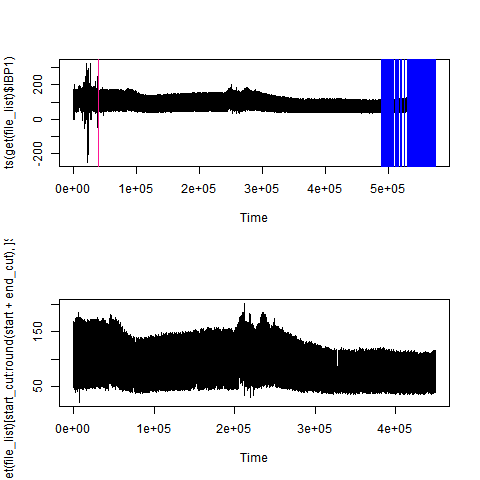 ts(get(file_list)$IBP1)
200
0
-200
0e+00 1e+05 2e+05 3e+05 4e+05 5e+05
Time
et(file_list)[start_cut:round(start + end_cut), ]$
150
50
0e+00 1e+05 2e+05 3e+05 4e+05
Time